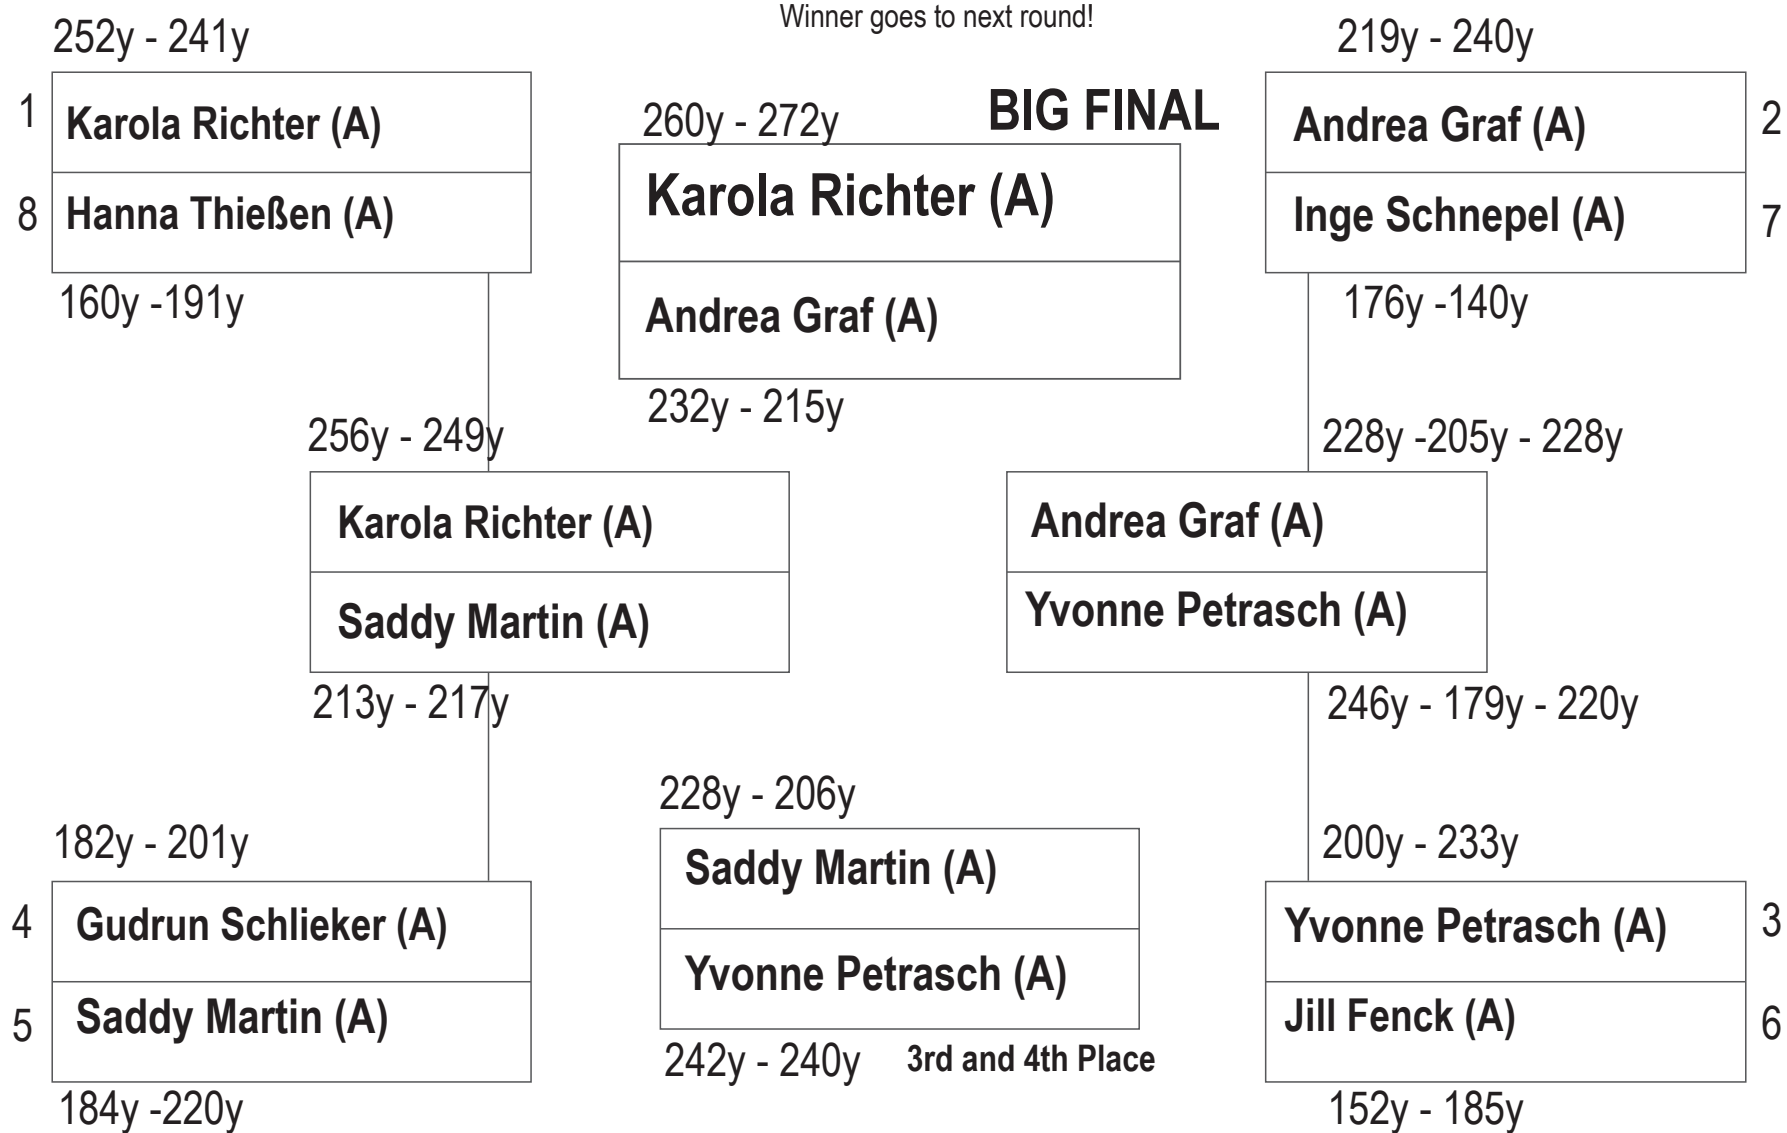 Winner goes to next round!
252y - 241y
1
Karola Richter (A)
8
Hanna Thießen (A)
160y -191y
260y - 272y
BIG FINAL
Karola Richter (A)
Andrea Graf (A)
232y - 215y
219y - 240y
Andrea Graf (A)
2
Inge Schnepel (A)
7
176y -140y
256y - 249y
Karola Richter (A)
Saddy Martin (A)
213y - 217y
228y -205y - 228y
Andrea Graf (A)
Yvonne Petrasch (A)
246y - 179y - 220y
182y - 201y
4
Gudrun Schlieker (A)
5
Saddy Martin (A)
184y -220y
228y - 206y
Saddy Martin (A)
Yvonne Petrasch (A)
242y - 240y
3rd and 4th Place
200y - 233y
Yvonne Petrasch (A)
3
Jill Fenck (A)
6
152y - 185y